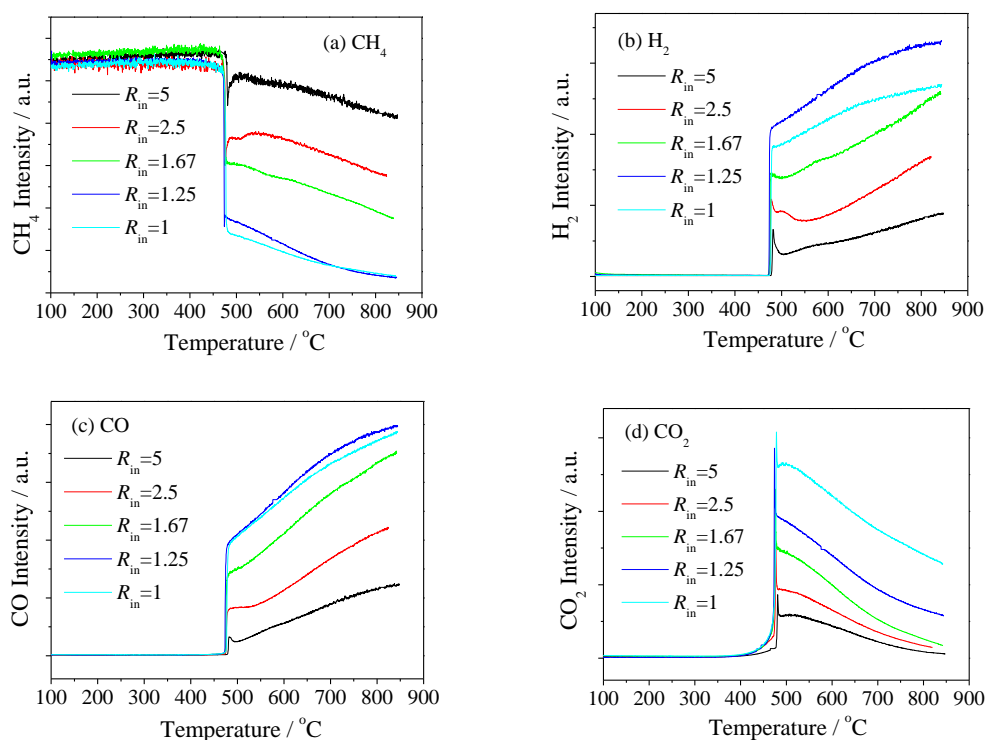 (a) CH4
CH4 Intensity / a.u.
Rin=5
Rin=2.5
Rin=1.67
Rin=1.25
Rin=1
100 200 300 400 500 600 700 800 900
Temperature / oC
(b) H2
H2 Intensity / a.u.
Rin=5
Rin=2.5
Rin=1.67
Rin=1.25
Rin=1
100 200 300 400 500 600 700 800 900
Temperature / oC
(c) CO
CO Intensity / a.u.
Rin=5
Rin=2.5
Rin=1.67
Rin=1.25
Rin=1
100 200 300 400 500 600 700 800 900
Temperature / oC
(d) CO2
CO2 Intensity / a.u.
Rin=5
Rin=2.5
Rin=1.67
Rin=1.25
Rin=1
100 200 300 400 500 600 700 800 900
Temperature / oC